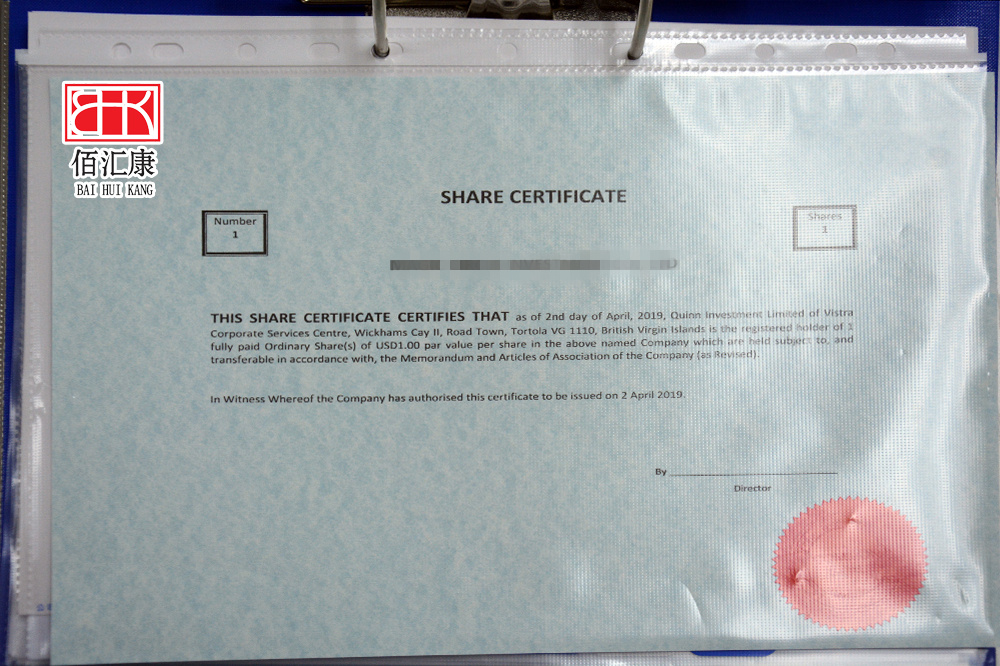 佰汇康
BAI HUI KANG
SHARE CERTIFICATE
Number
1
Shares
1
THIS SHARE CERTIFICATE CERTIFIES THAT as of 2nd day of April, 2019, Quinn Investment Limited of Vistra
Corporate Services Centre, Wickhams Cay II, Road Town, Tortola VG 1110, British Virgin Islands is the registered holder of 1
fully paid Ordinary Share(s) of USD1.00 par value per share in the above named Company which are held subject to, and
transferable in accordance with, the Memorandum and Articles of Association of the Company (as Revised).
In Witness Whereof the Company has authorised this certificate to be issued on 2 April 2019.
By
Director